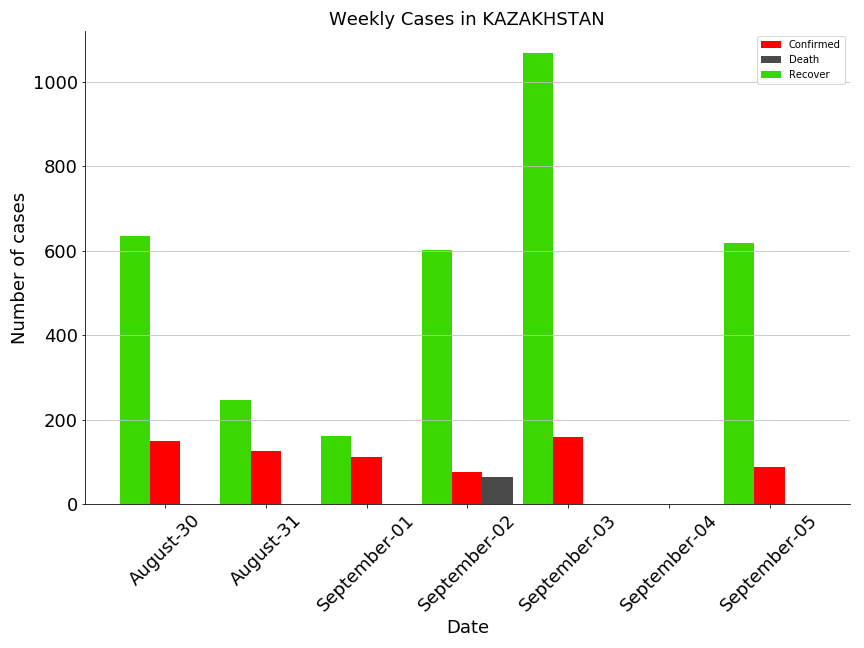 Weekly Cases in KAZAKHSTAN
Confirmed
Death
Recover
Number of cases
1000
800
600
400
200
0
August-30
August-31
September-01
September-02
September-03
September-04
September-05
Date